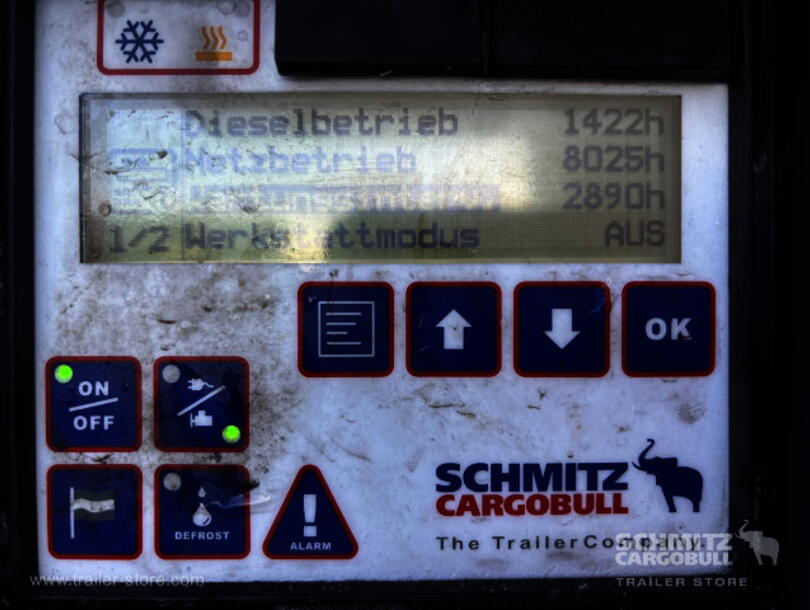 Dieselbetrieb 1422h
Netzbetrieb 8025h
2890h
1/2 Werkstattmodus AUS
OK
ON
OFF
DEFROST
ALARM
SCHMITZ
CARGOBULL
The TrailerCompany
SCHMITZ
CARGOBULL
TRAILER STORE
www.trailer-store.com